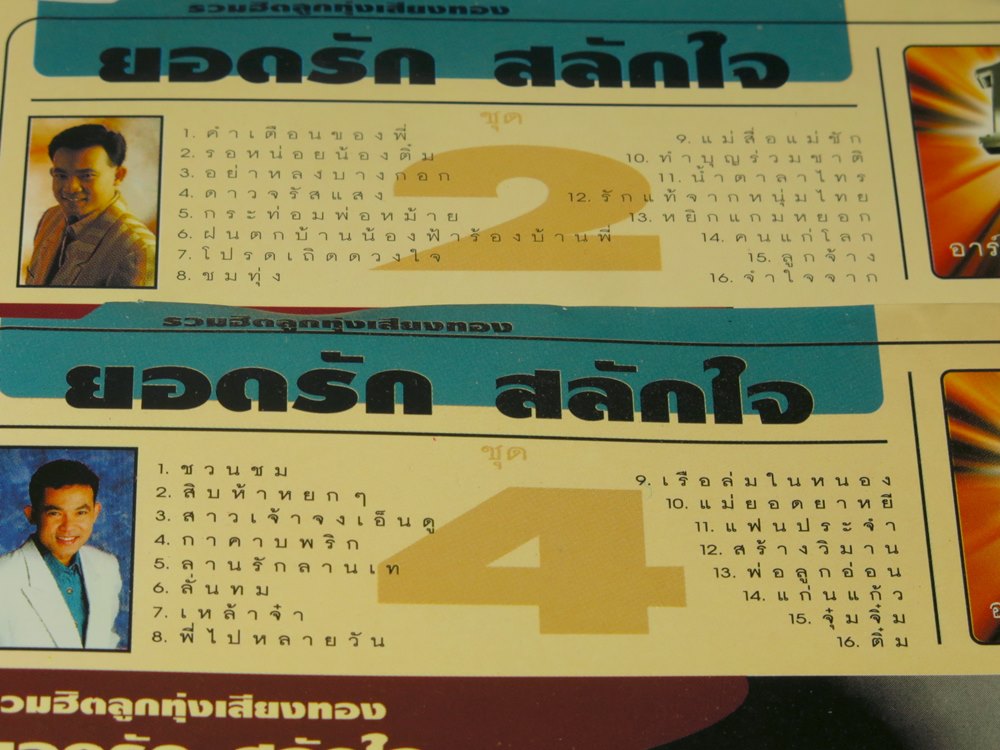 รวมฮิตลูกทุ่งเสียงทอง
ยอดรัก สลักใจ
ชุด
2
1. คำเตือนของพี่
2. รอหน่อยน้องติ๋ม
3. อย่าหลงบางกอก
4. ดาวจรัสแสง
5. กระท่อมพ่อหม้าย
6. ฝนตกบ้านน้องฟ้าร้องบ้านพี่
7. โปรดเถิดดวงใจ
8. ชมทุ่ง
9. แม่สื่อแม่ชัก
10. ทำบุญร่วมชาติ
11. น้ำตาลาไทร
12. รักแท้จากหนุ่มไทย
13. หยิกแกมหยอก
14. คนแก่โลก
15. ลูกจ้าง
16. จำใจจาก
อาร์
รวมฮิตลูกทุ่งเสียงทอง
ยอดรัก สลักใจ
ชุด
4
1. ชวนชม
2. สิบห้าหยกๆ
3. สาวเจ้าจงเอ็นดู
4. กาคาบพริก
5. ลานรักลานเท
6. ลั่นทม
7. เหล้าจ๋า
8. พี่ไปหลายวัน
9. เรือล่มในหนอง
10. แม่ยอดยาหยี
11. แฟนประจำ
12. สร้างวิมาน
13. พ่อลูกอ่อน
14. แก่นแก้ว
15. จุ๋มจิ๋ม
16. ติ๋ม
วมฮิตลูกทุ่งเสียงทอง